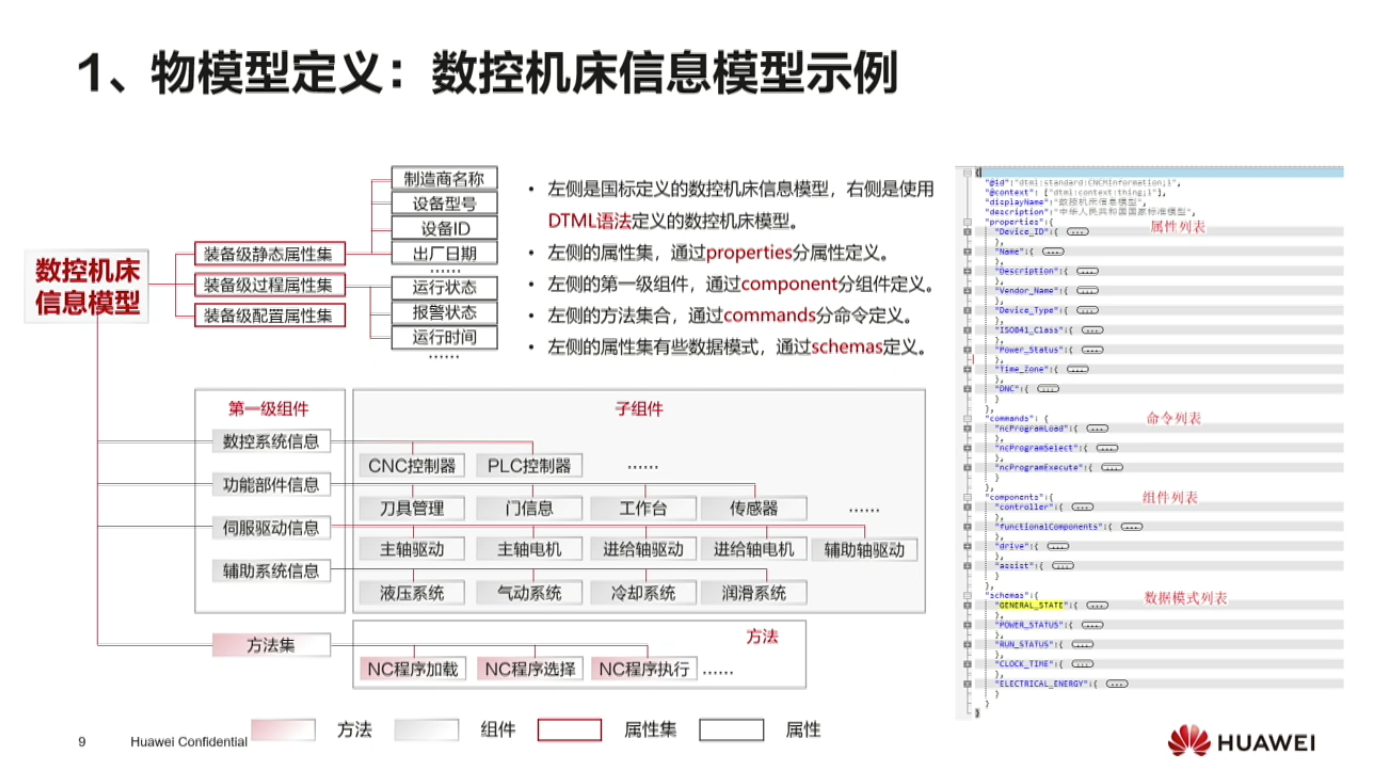 1、物模型定义：数控机床信息模型示例
数控机床
信息模型
装备级静态属性集
装备级过程属性集
装备级配置属性集
制造商名称
设备型号
设备ID
出厂日期
......
运行状态
报警状态
运行时间
......
• 左侧是国标定义的数控机床信息模型，右侧是使用
DTML语法定义的数控机床模型。
• 左侧的属性集，通过properties分属性定义。
• 左侧的第一级组件，通过component分组件定义。
• 左侧的方法集合，通过commands分命令定义。
• 左侧的属性集有些数据模式，通过schemas定义。
第一级组件
子组件
数控系统信息
CNC控制器 PLC控制器 ......
功能部件信息
刀具管理 门信息 工作台 传感器 ......
伺服驱动信息
主轴驱动 主轴电机 进给轴驱动 进给轴电机 辅助轴驱动
辅助系统信息
液压系统 气动系统 冷却系统 润滑系统
方法集
方法
NC程序加载 NC程序选择 NC程序执行 ......
方法 组件 属性集 属性
{
"@id":"dtmi:standard:CNCMInformation;1",
"@context": ["dtmi:context:thing;1"],
"displayName":"数控机床信息模型",
"description":"中华人民共和国国家标准模型",
"properties":{
属性列表
"Device_ID":{ ...
},
"Name":{ ...
},
"Description":{ ...
},
"Vendor_Name":{ ...
},
"Device_Type":{ ...
},
"ISO841_Class":{ ...
},
"Power_Status":{ ...
},
"Time_Zone":{ ...
},
"DNC":{ ...
}
},
"commands": {
命令列表
"ncProgramLoad":{ ...
},
"ncProgramSelect":{ ...
},
"ncProgramExecute":{ ...
}
},
"components":{
组件列表
"controller":{ ...
},
"functionalComponents":{ ...
},
"drive":{ ...
},
"assist":{ ...
}
},
"schemas":{
数据模式列表
"GENERAL_STATE":{ ...
},
"POWER_STATUS":{ ...
},
"RUN_STATUS":{ ...
},
"CLOCK_TIME":{ ...
},
"ELECTRICAL_ENERGY":{ ...
}
}
}
9 Huawei Confidential
HUAWEI